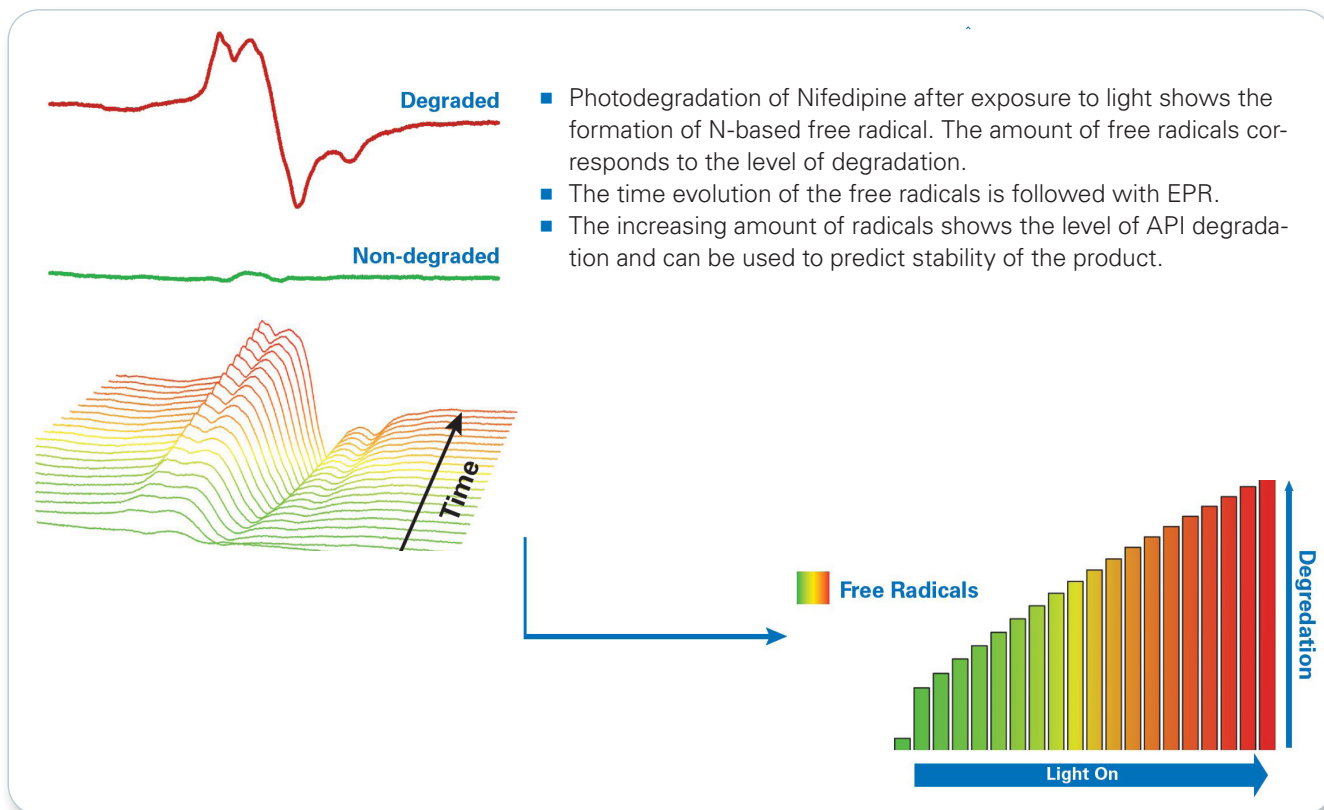 Degraded
■ Photodegradation of Nifedipine after exposure to light shows the
formation of N-based free radical. The amount of free radicals cor-
responds to the level of degradation.
■ The time evolution of the free radicals is followed with EPR.
■ The increasing amount of radicals shows the level of API degrada-
tion and can be used to predict stability of the product.
Non-degraded
Time
Free Radicals
Degredation
Light On